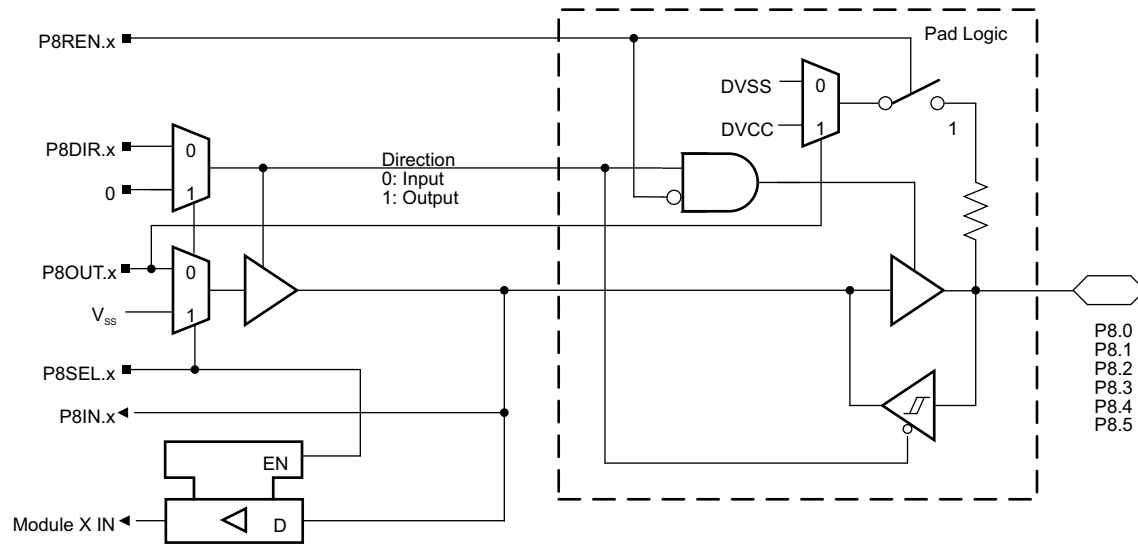 P8REN.x
Pad Logic
DVSS
0
DVCC
1
1
P8DIR.x
0
0
1
Direction
0: Input
1: Output
P8OUT.x
0
VSS
1
P8SEL.x
P8IN.x
EN
D
Module X IN
P8.0
P8.1
P8.2
P8.3
P8.4
P8.5